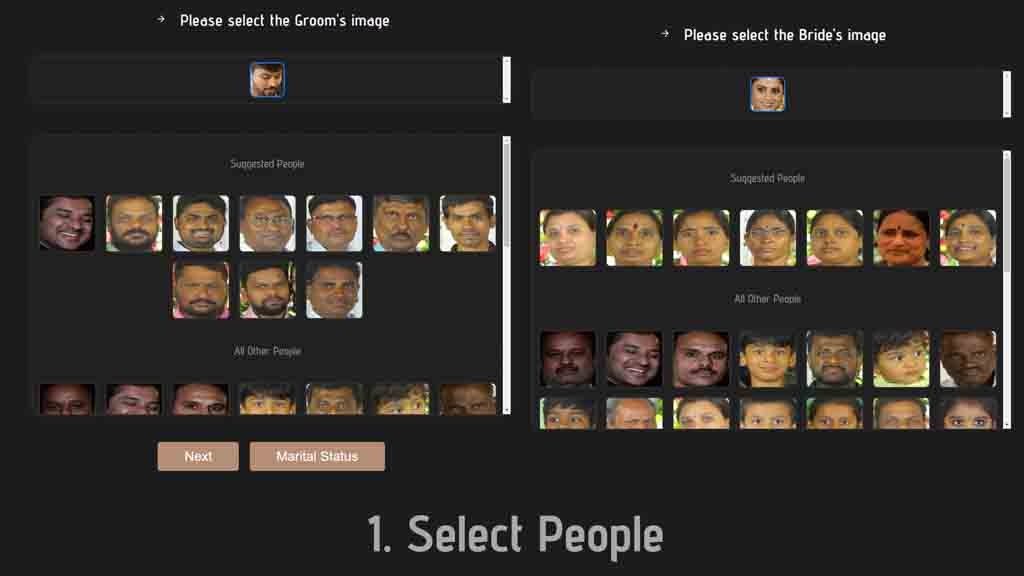 → Please select the Groom's image
→ Please select the Bride's image
Suggested People
Suggested People
All Other People
All Other People
Next
Marital Status
1. Select People